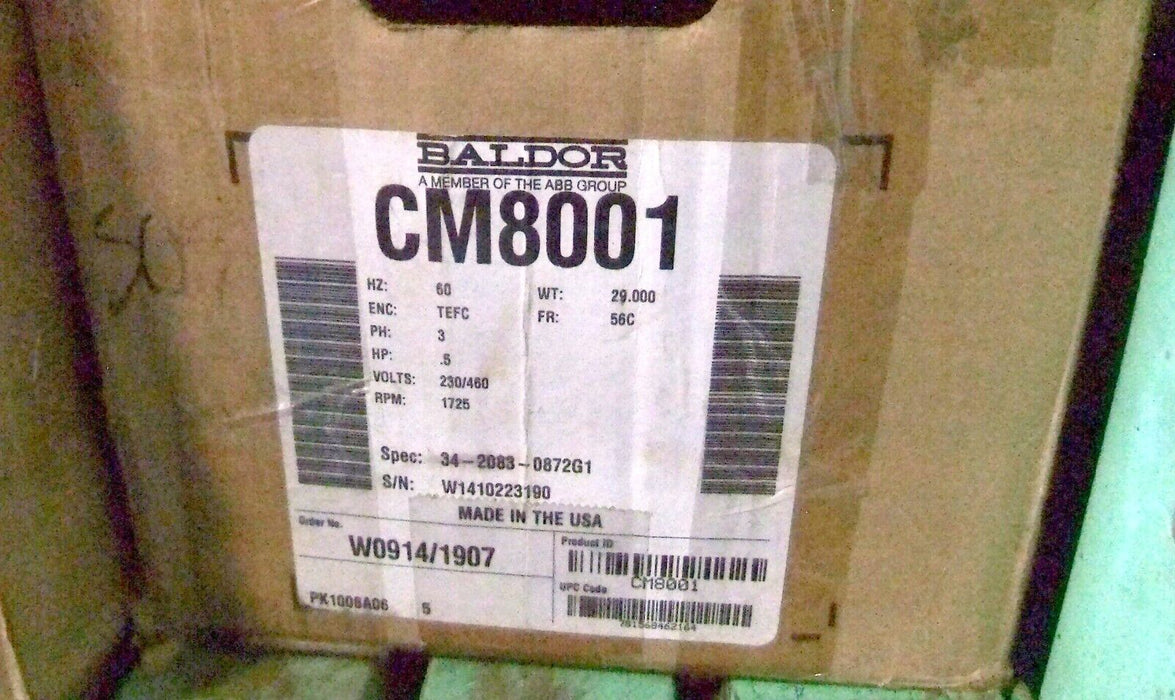 BALDOR
A MEMBER OF THE ABB GROUP
CM8001
HZ: 60 WT: 29.000
ENC: TEFC FR: 56C
PH: 3
HP: .5
VOLTS: 230/460
RPM: 1725
Spec: 34-2083-0872G1
S/N: W1410223190
MADE IN THE USA
Order No.
W0914/1907
Product ID
CM8001
UPC Code
PK1008A06 5